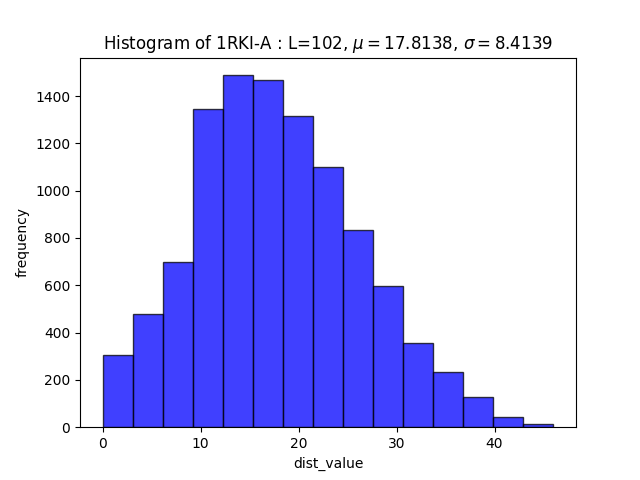 Histogram of 1RKI-A : L=102, μ = 17.8138, σ = 8.4139
frequency
1400
1200
1000
800
600
400
200
0
0 10 20 30 40
dist_value